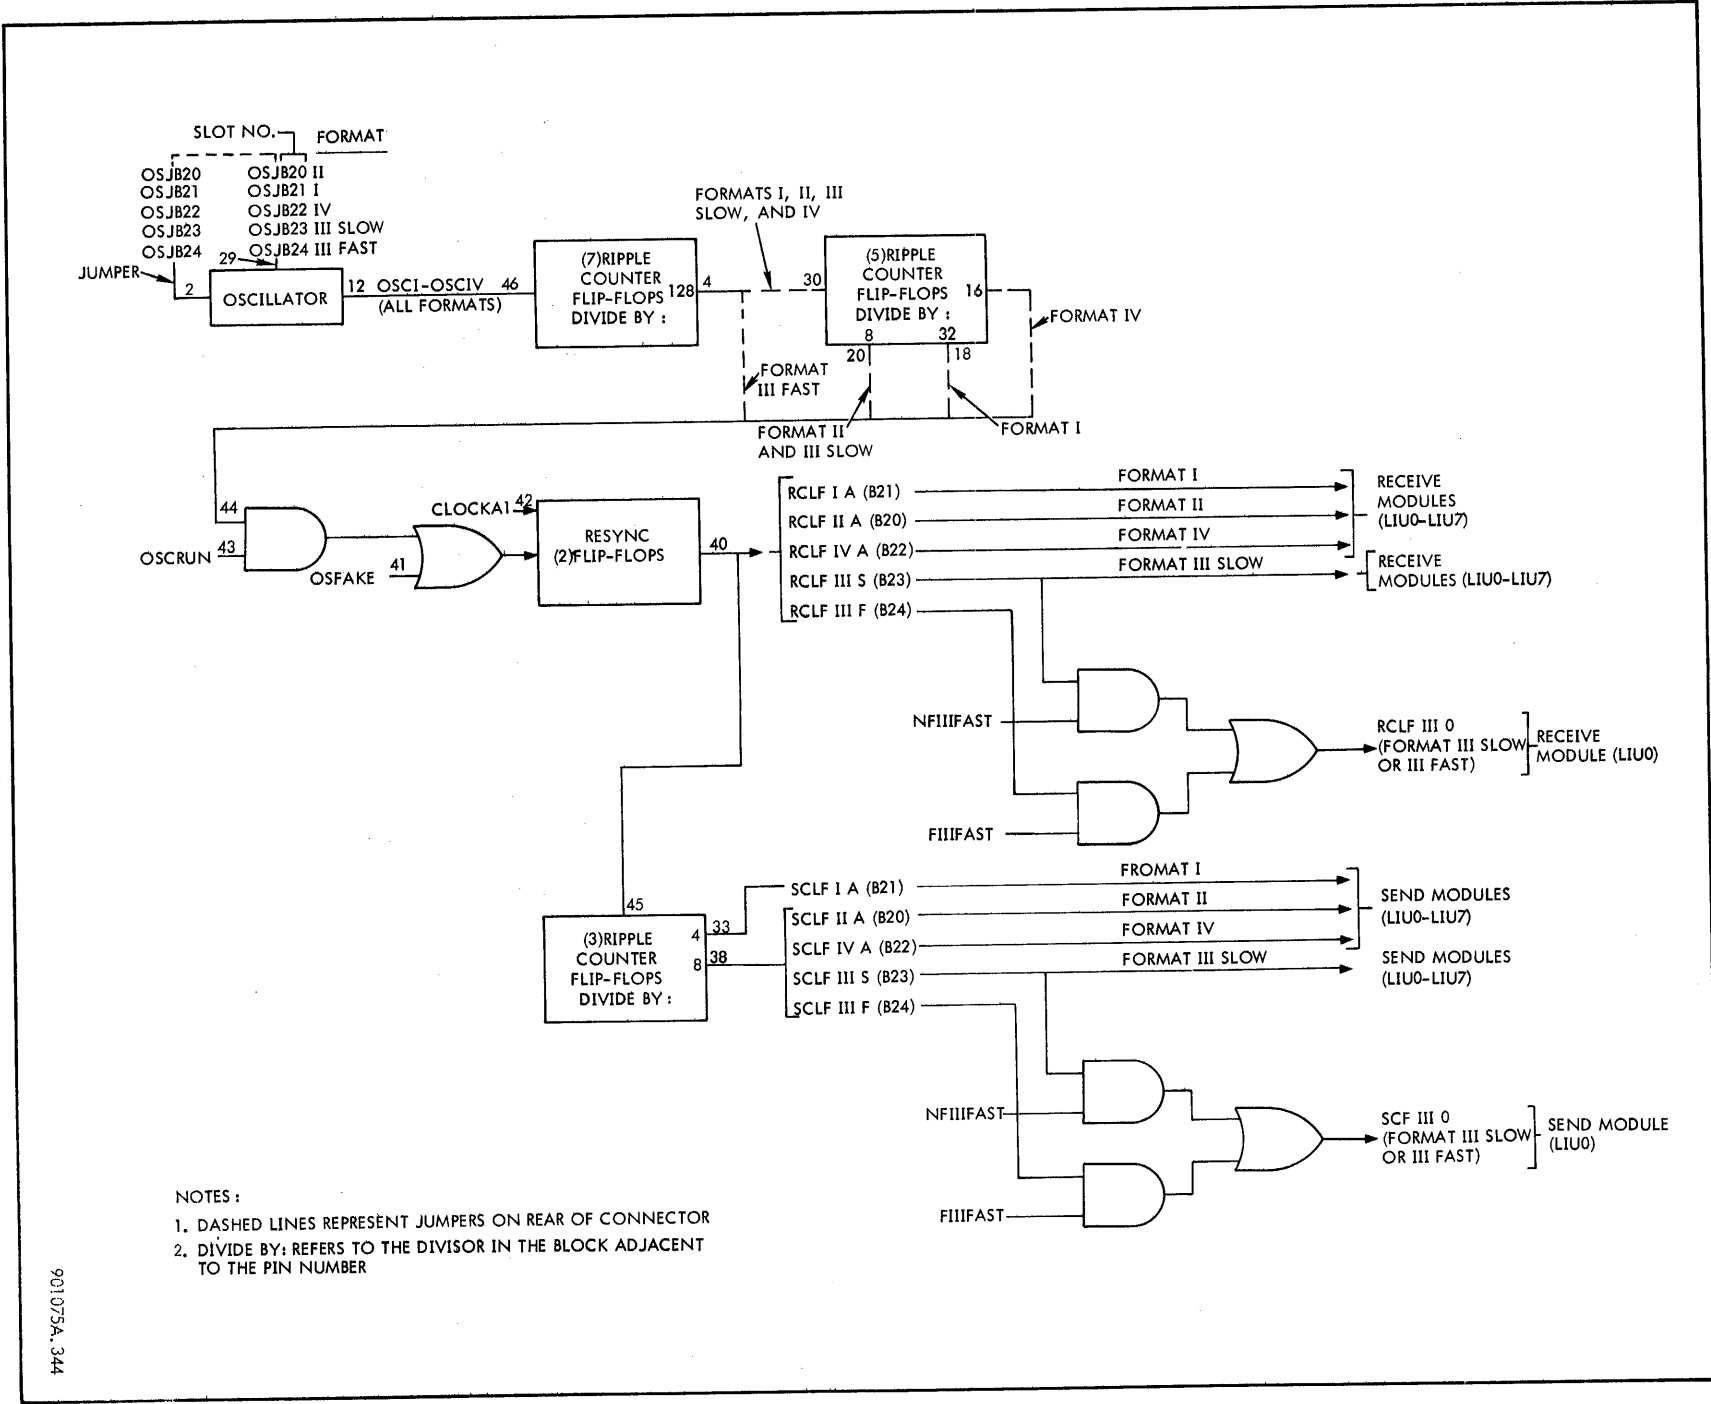 SLOT NO.
FORMAT
OSJB20 OSJB20 II
OSJB21 OSJB21 I
OSJB22 OSJB22 IV
OSJB23 OSJB23 III SLOW
OSJB24 OSJB24 III FAST
JUMPER
29
2
OSCILLATOR
12 OSCI-OSCIV 46
(ALL FORMATS)
(7)RIPPLE
COUNTER
FLIP-FLOPS 128
DIVIDE BY :
4
FORMATS I, II, III
SLOW, AND IV
30
(5)RIPPLE
COUNTER
FLIP-FLOPS 16
DIVIDE BY :
8 32
20 18
FORMAT IV
FORMAT
III FAST
FORMAT II
AND III SLOW
FORMAT I
44
OSCRUN 43
OSFAKE 41
CLOCKA1 42
RESYNC
(2)FLIP-FLOPS
40
RCLF I A (B21) FORMAT I
RCLF II A (B20) FORMAT II
RCLF IV A (B22) FORMAT IV
RCLF III S (B23) FORMAT III SLOW
RCLF III F (B24)
RECEIVE
MODULES
(LIU0-LIU7)
RECEIVE
MODULES (LIU0-LIU7)
NFIIIFAST
FIIIFAST
RCLF III 0
(FORMAT III SLOW
OR III FAST)
RECEIVE
MODULE (LIU0)
45
(3)RIPPLE
COUNTER
FLIP-FLOPS
DIVIDE BY :
4 33
8 38
SCLF I A (B21) FROMAT I
SCLF II A (B20) FORMAT II
SCLF IV A (B22) FORMAT IV
SCLF III S (B23) FORMAT III SLOW
SCLF III F (B24)
SEND MODULES
(LIU0-LIU7)
SEND MODULES
(LIU0-LIU7)
NFIIIFAST
FIIIFAST
SCF III 0
(FORMAT III SLOW
OR III FAST)
SEND MODULE
(LIU0)
NOTES :
1. DASHED LINES REPRESENT JUMPERS ON REAR OF CONNECTOR
2. DIVIDE BY: REFERS TO THE DIVISOR IN THE BLOCK ADJACENT
TO THE PIN NUMBER
901075A. 344